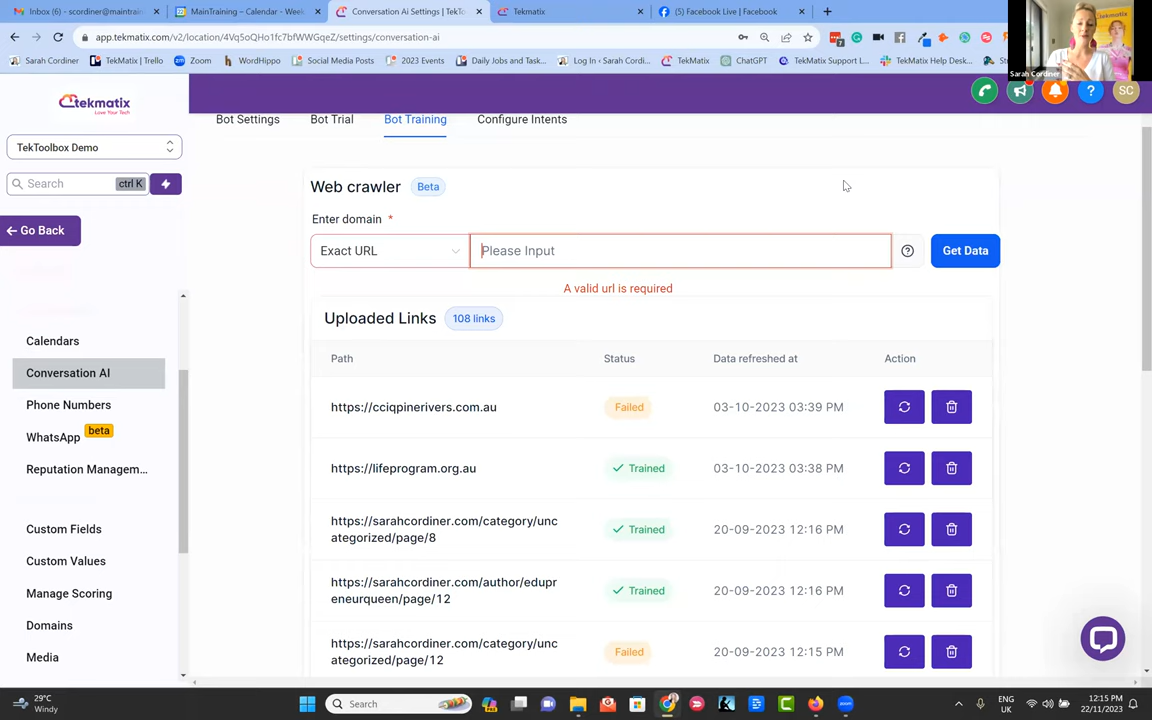 Inbox (6) - scordiner@maintrain
MainTraining – Calendar - Week
Conversation Ai Settings | TekTo
Tekmatix
(5) Facebook Live | Facebook
app.tekmatix.com/v2/location/4Vq5oQHo1fc7bfWWGqeZ/settings/conversation-ai
Sarah Cordiner
TekMatix | Trello
Zoom
WordHippo
Social Media Posts
2023 Events
Daily Jobs and Task...
Log In ‹ Sarah Cordi...
TekMatix
ChatGPT
TekMatix Support L...
TekMatix Help Desk...
Sarah Cordiner
tekmatix
Love Your Tech
SC
TekToolbox Demo
Search
ctrl K
Go Back
Calendars
Conversation AI
Phone Numbers
WhatsApp
beta
Reputation Managem...
Custom Fields
Custom Values
Manage Scoring
Domains
Media
Bot Settings
Bot Trial
Bot Training
Configure Intents
Web crawler
Beta
Enter domain *
Exact URL
Please Input
Get Data
A valid url is required
Uploaded Links
108 links
Path
Status
Data refreshed at
Action
https://cciqpinerivers.com.au
Failed
03-10-2023 03:39 PM
https://lifeprogram.org.au
Trained
03-10-2023 03:38 PM
https://sarahcordiner.com/category/unc
ategorized/page/8
Trained
20-09-2023 12:16 PM
https://sarahcordiner.com/author/edupr
eneurqueen/page/12
Trained
20-09-2023 12:16 PM
https://sarahcordiner.com/category/unc
ategorized/page/12
Failed
20-09-2023 12:15 PM
29°C
Windy
Search
ENG
UK
12:15 PM
22/11/2023